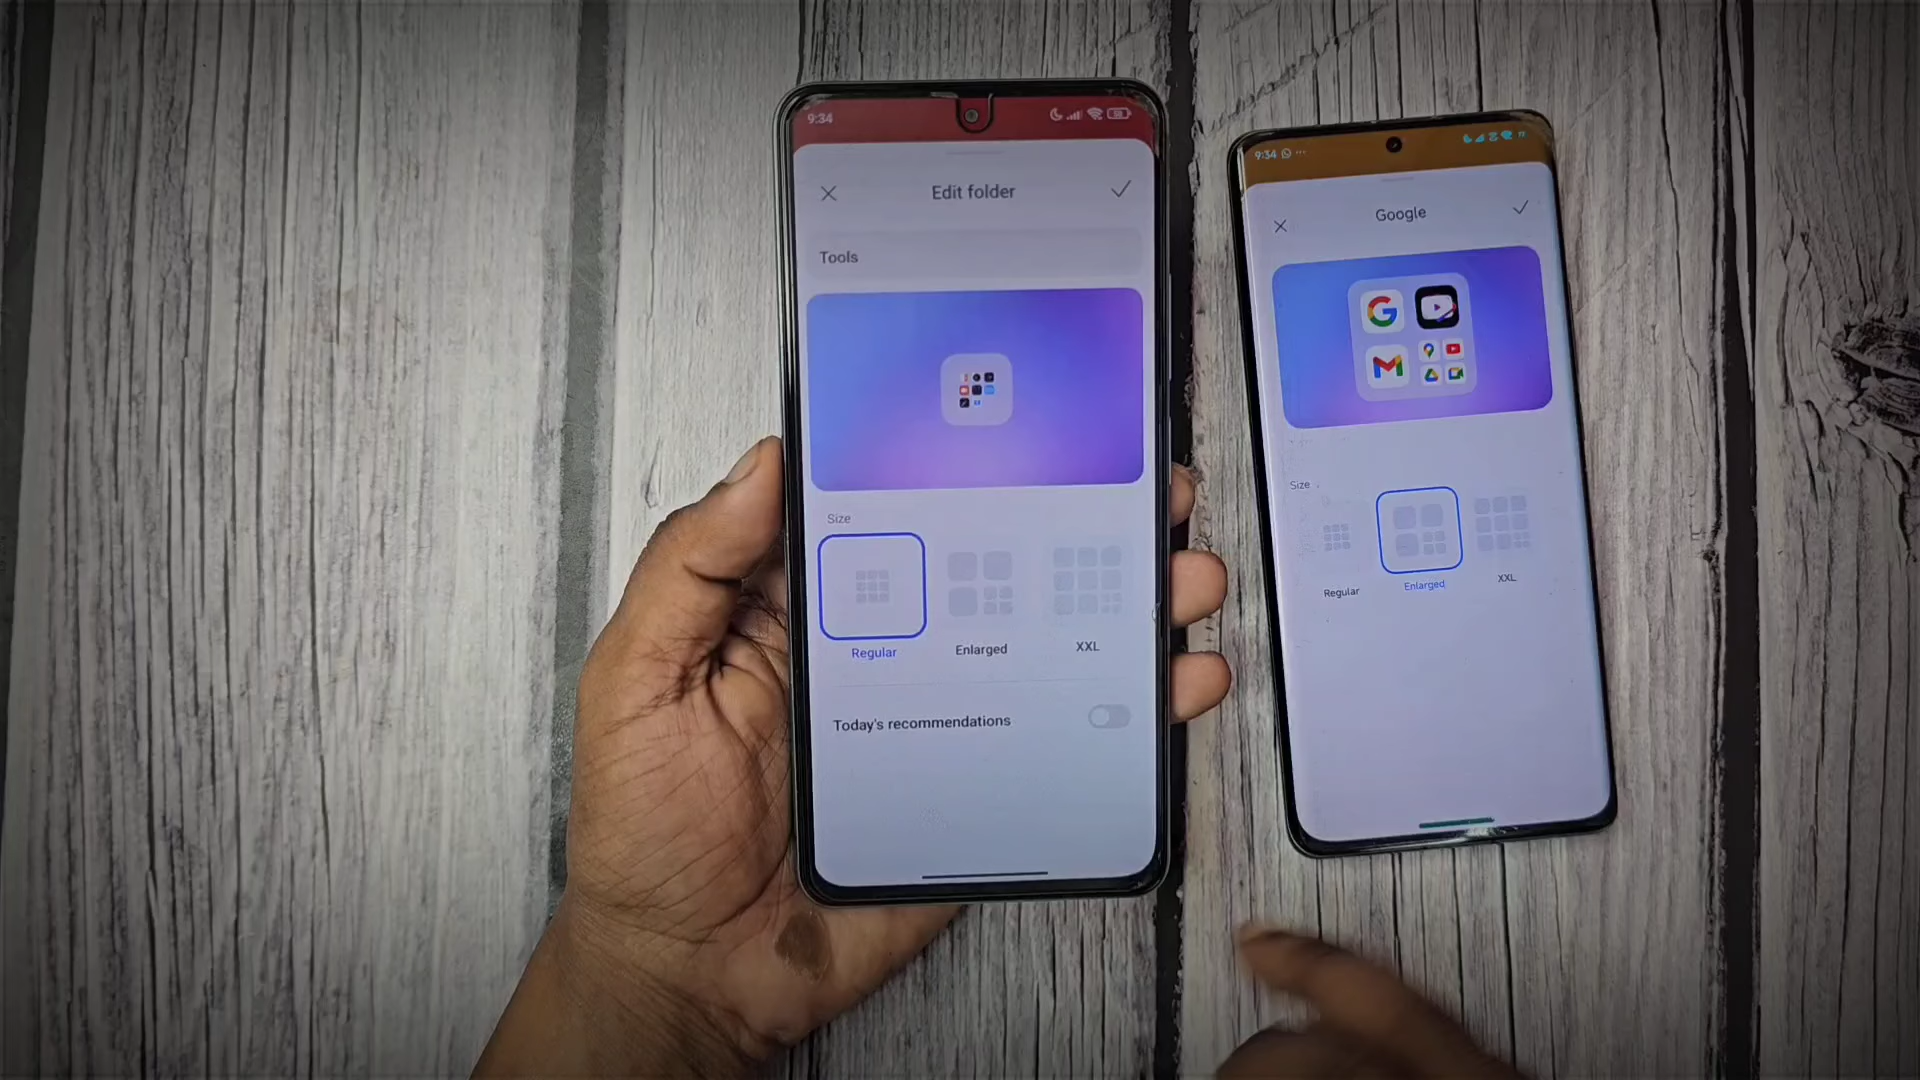 9:34
Edit folder
Tools
Size
Regular
Enlarged
XXL
Today's recommendations
9:34
Google
Size
Regular
Enlarged
XXL